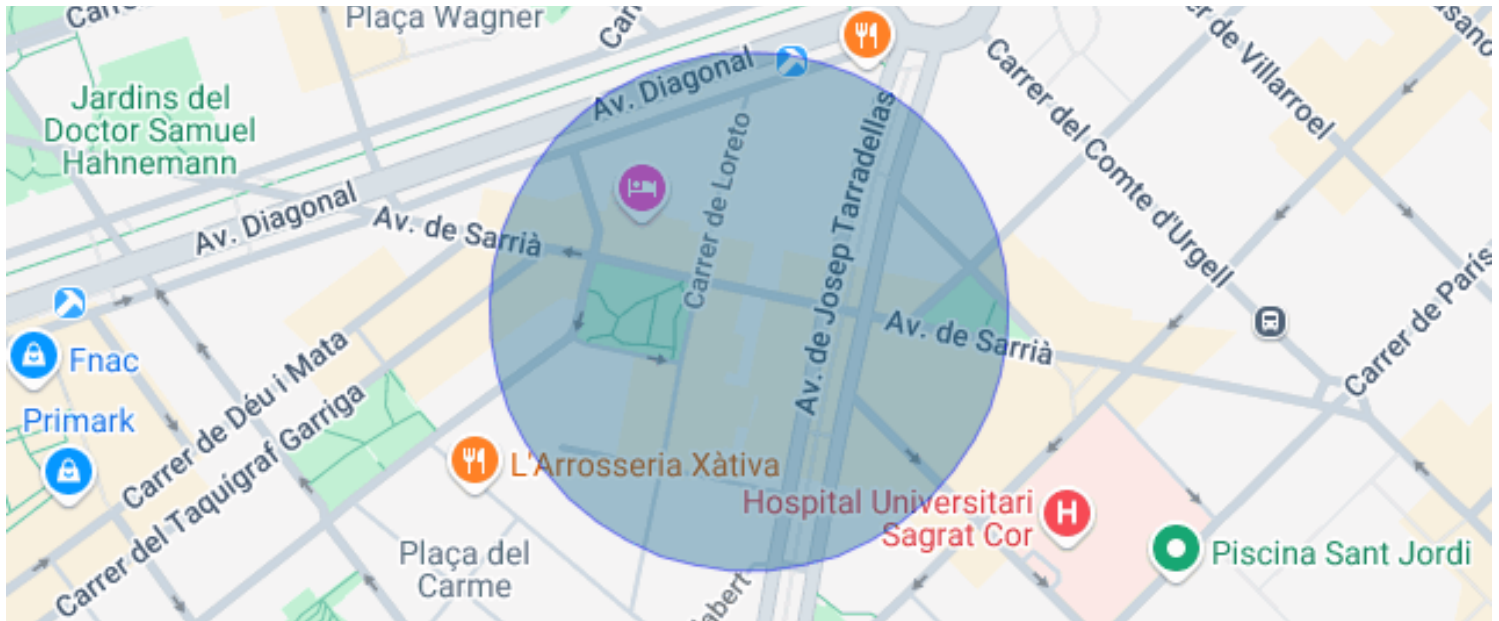 Plaça Wagner
de Villarroel
Jardins del
Doctor Samuel
Hahnemann
Av. Diagonal
Carrer del Comte d'Urgell
Av. Diagonal
Av. de Sarrià
Carrer de Loreto
Av. de Josep Tarradellas
Av. de Sarrià
Carrer de París
Fnac
Primark
Carrer de Déu i Mata
Carrer del Taquígraf Garriga
L'Arrosseria Xàtiva
Hospital Universitari
Sagrat Cor
H
Piscina Sant Jordi
Plaça del
Carme